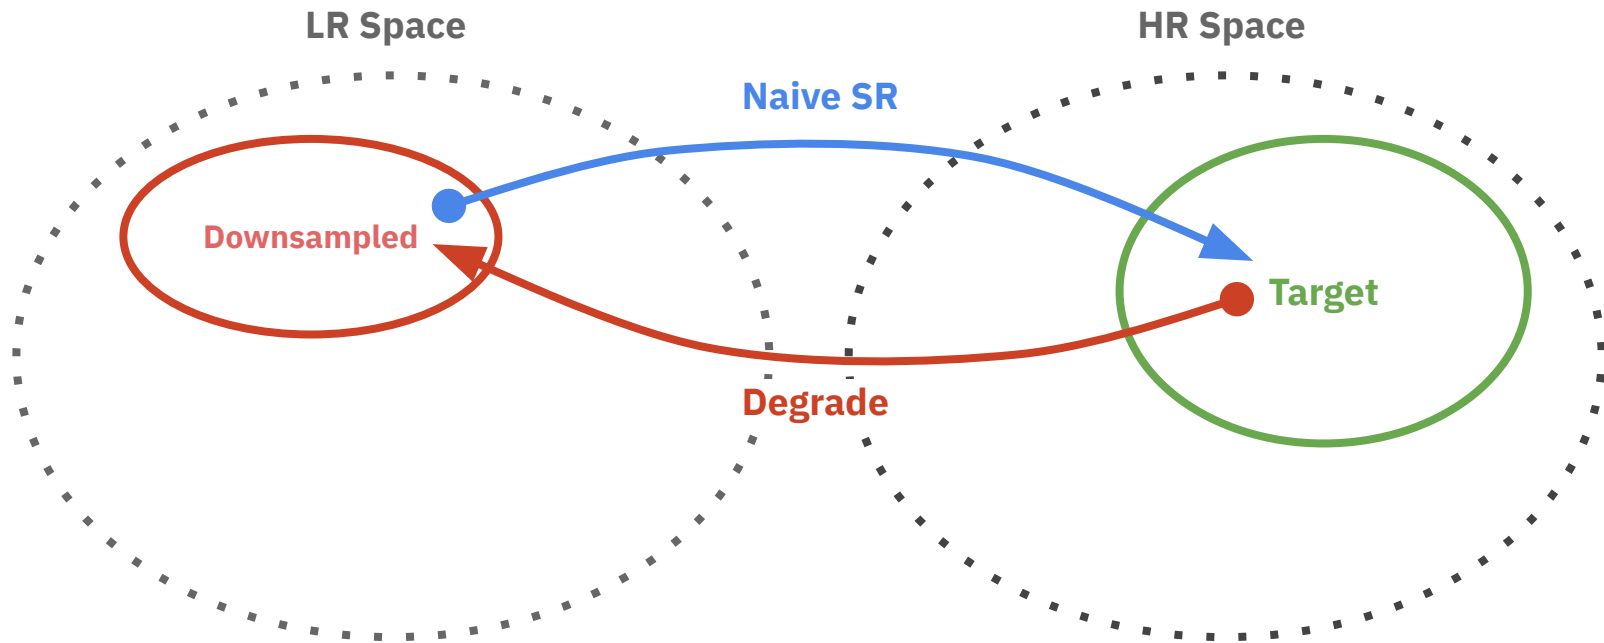 LR Space
HR Space
Naive SR
Downsampled
Target
Degrade